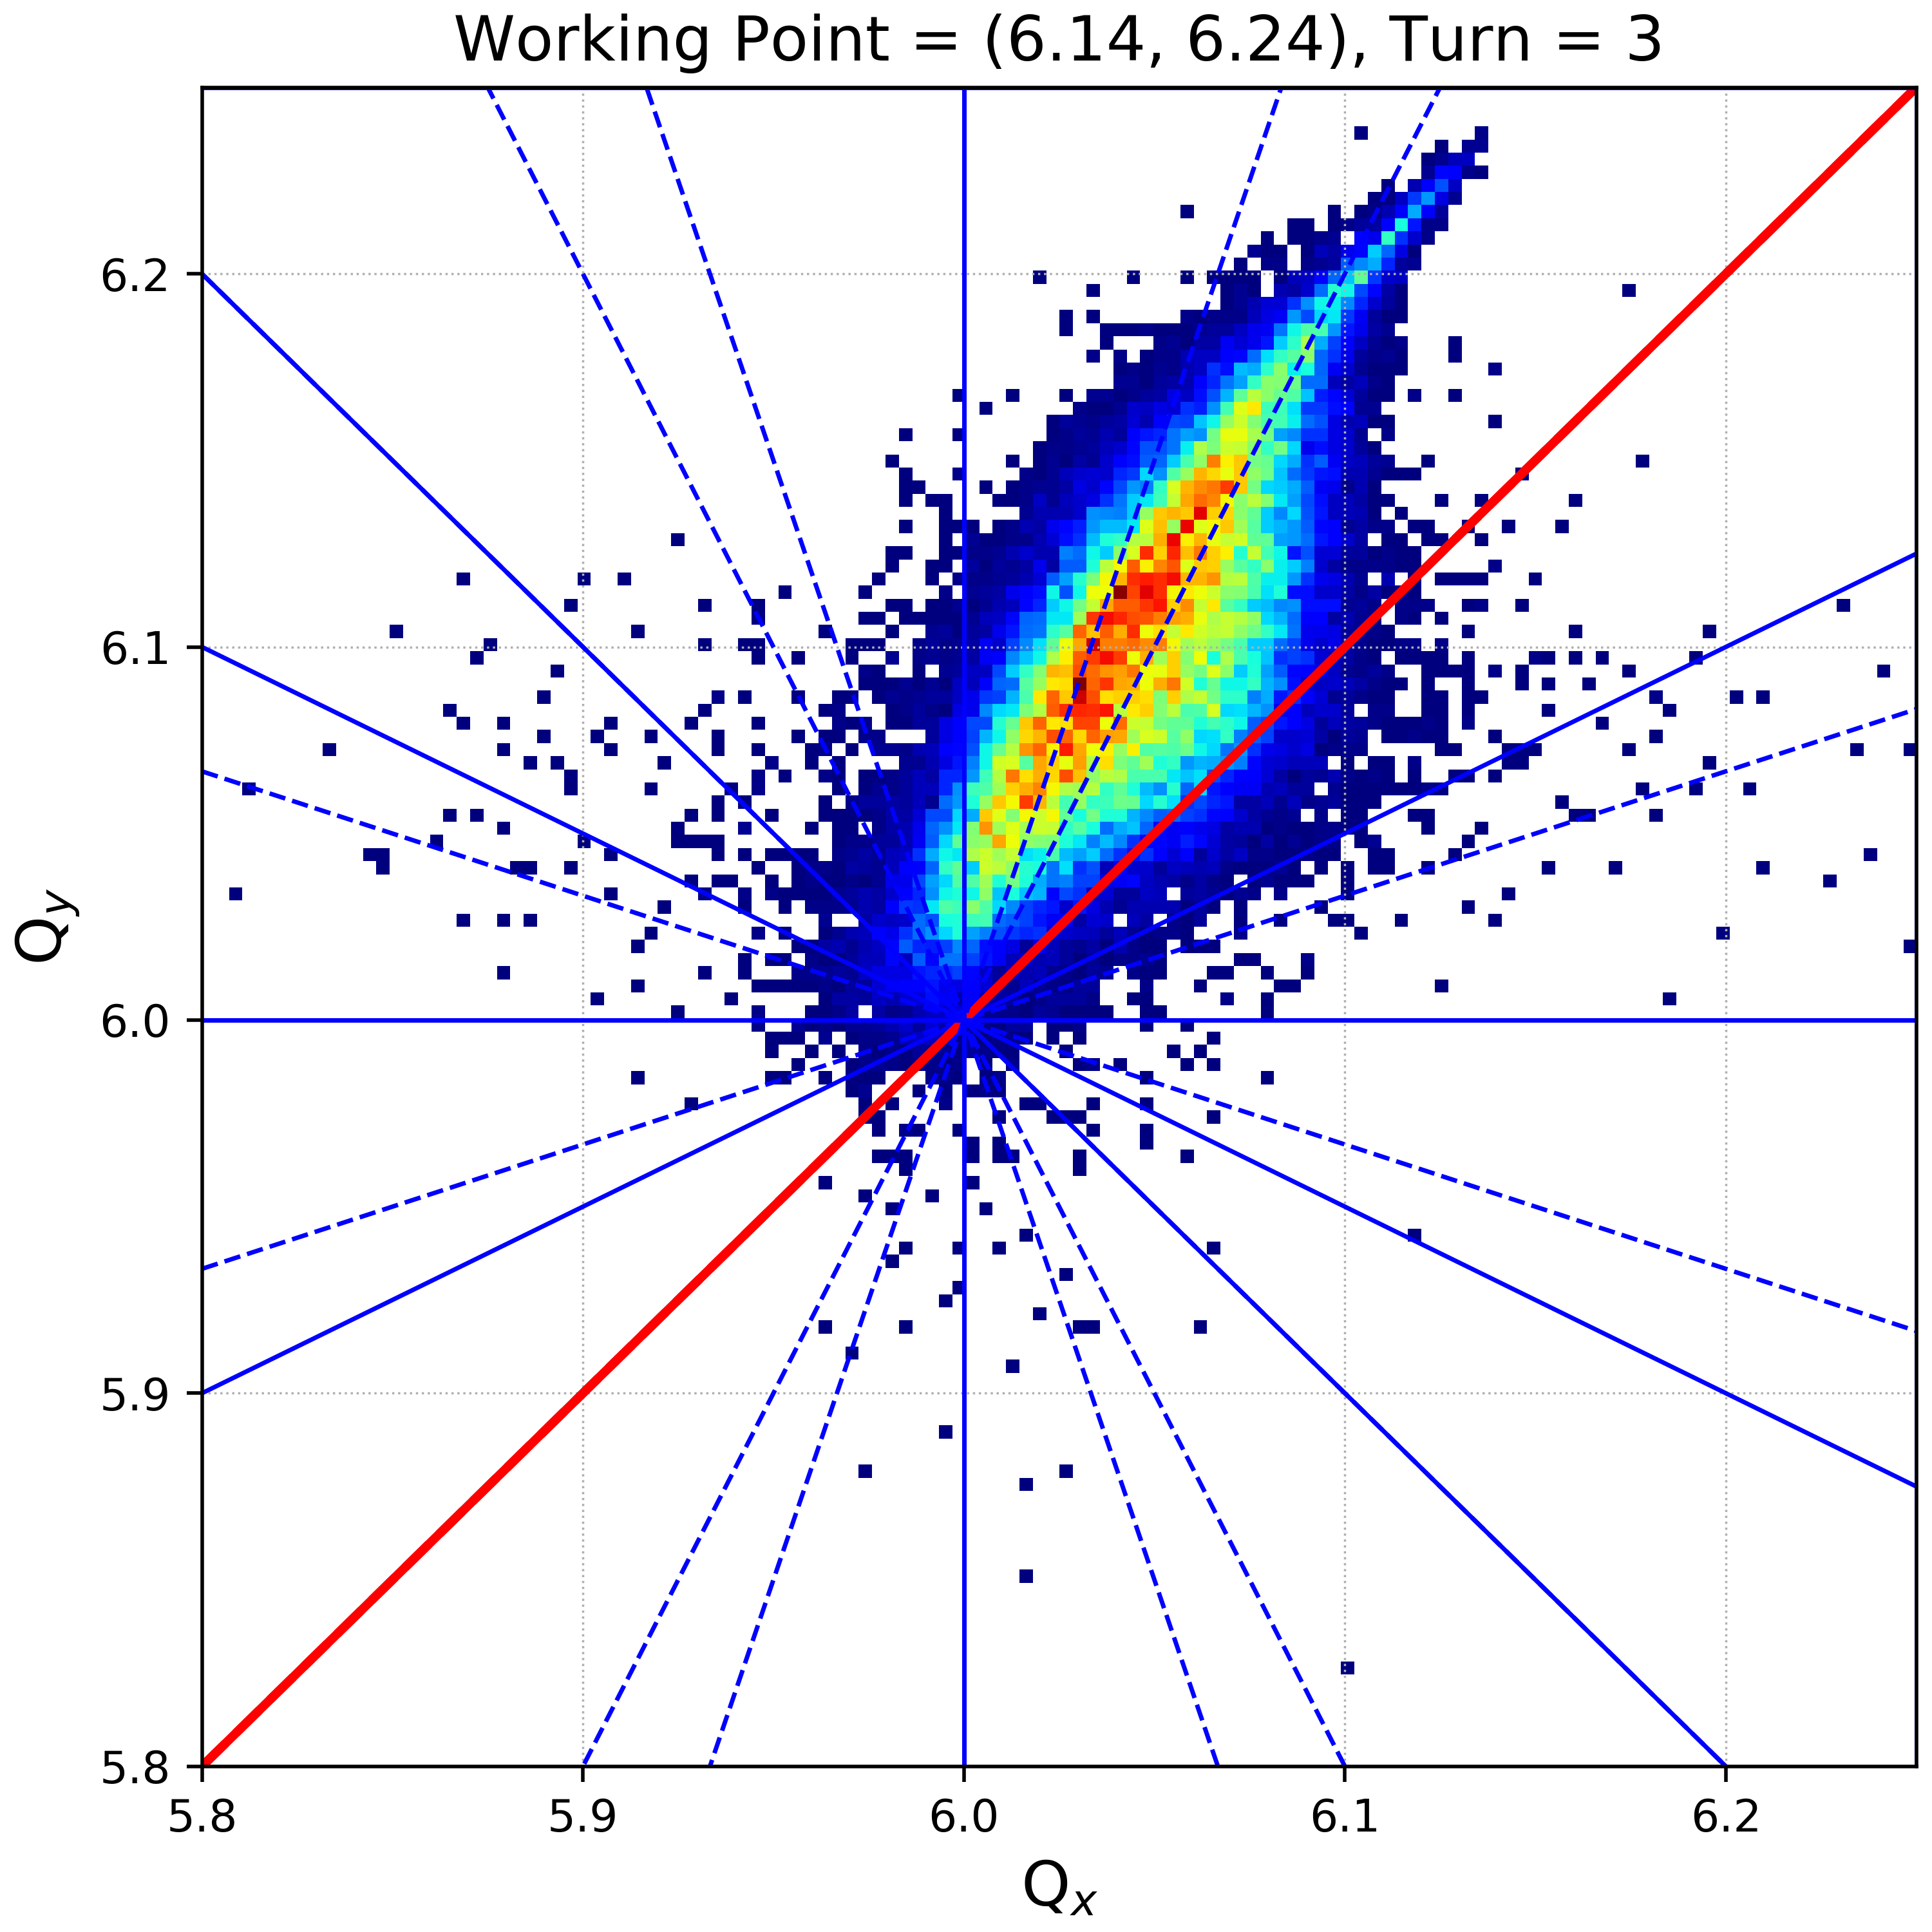 Working Point = (6.14, 6.24), Turn = 3
6.2
6.1
6.0
5.9
5.8
Qy
5.8 5.9 6.0 6.1 6.2
Qx